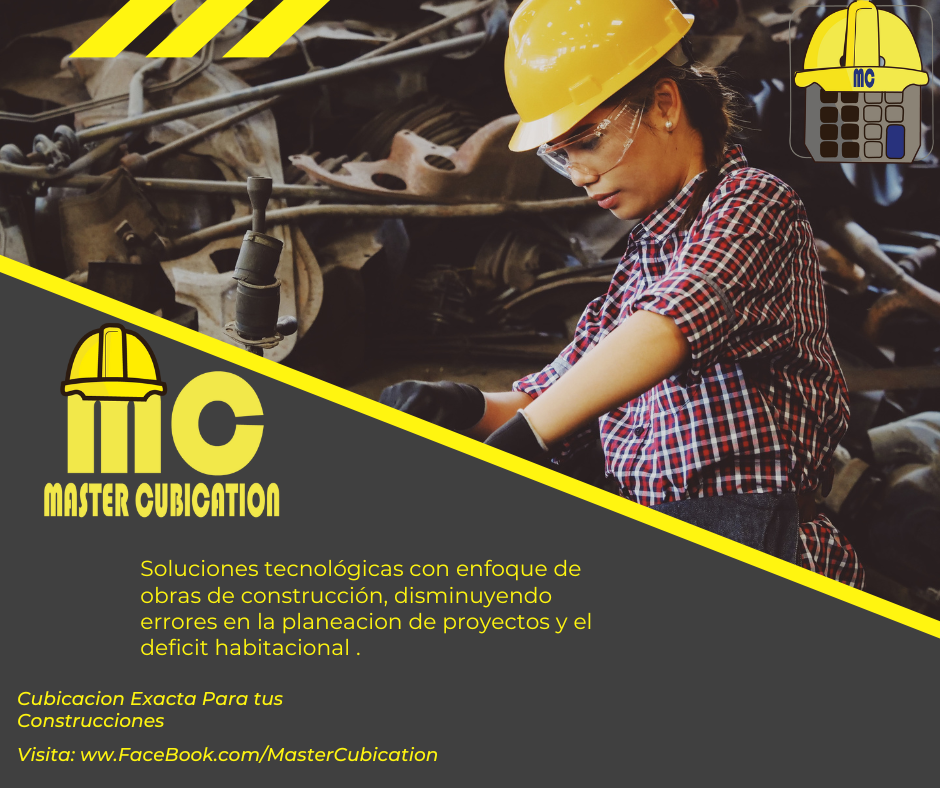 MC
mc
MASTER CUBICATION
Soluciones tecnológicas con enfoque de
obras de construcción, disminuyendo
errores en la planeacion de proyectos y el
deficit habitacional .
Cubicacion Exacta Para tus
Construcciones
Visita: ww.FaceBook.com/MasterCubication